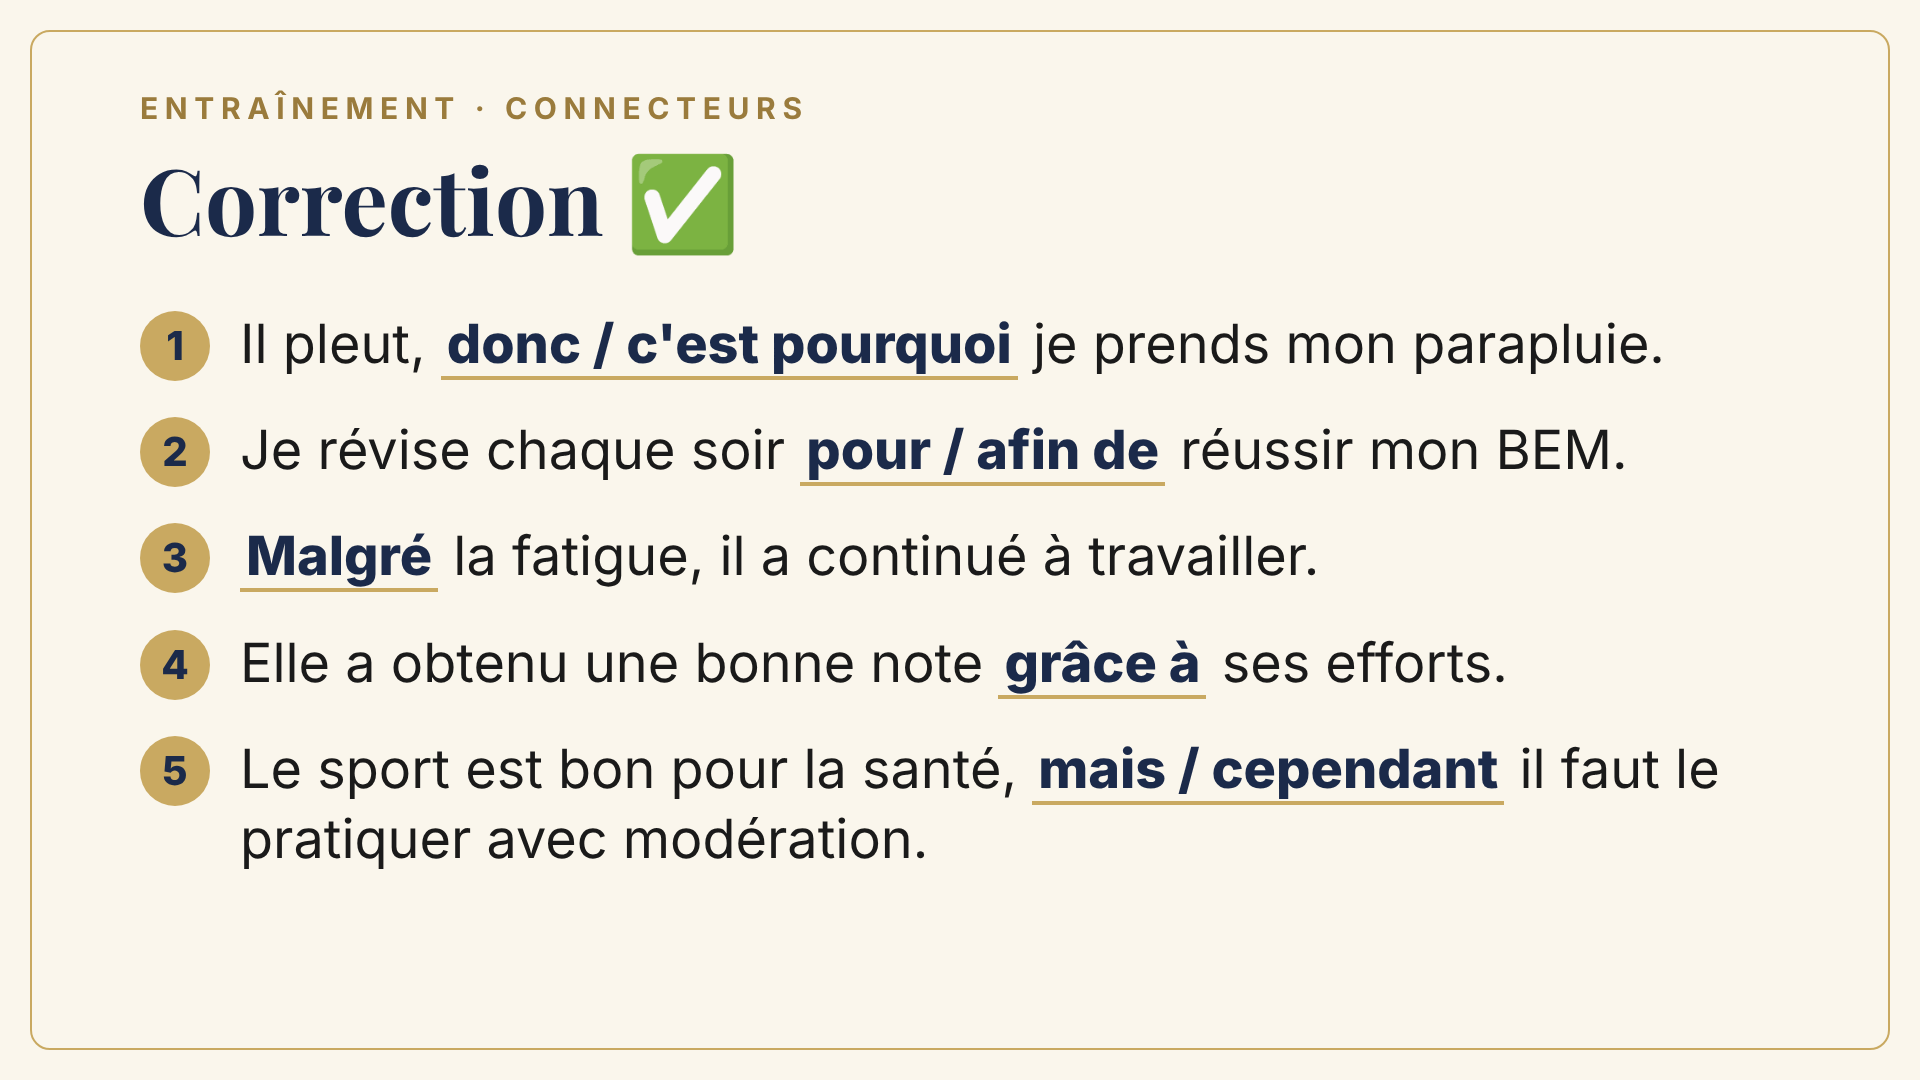 ENTRAÎNEMENT · CONNECTEURS
Correction ✅
1 Il pleut, donc / c'est pourquoi je prends mon parapluie.
2 Je révise chaque soir pour / afin de réussir mon BEM.
3 Malgré la fatigue, il a continué à travailler.
4 Elle a obtenu une bonne note grâce à ses efforts.
5 Le sport est bon pour la santé, mais / cependant il faut le
pratiquer avec modération.